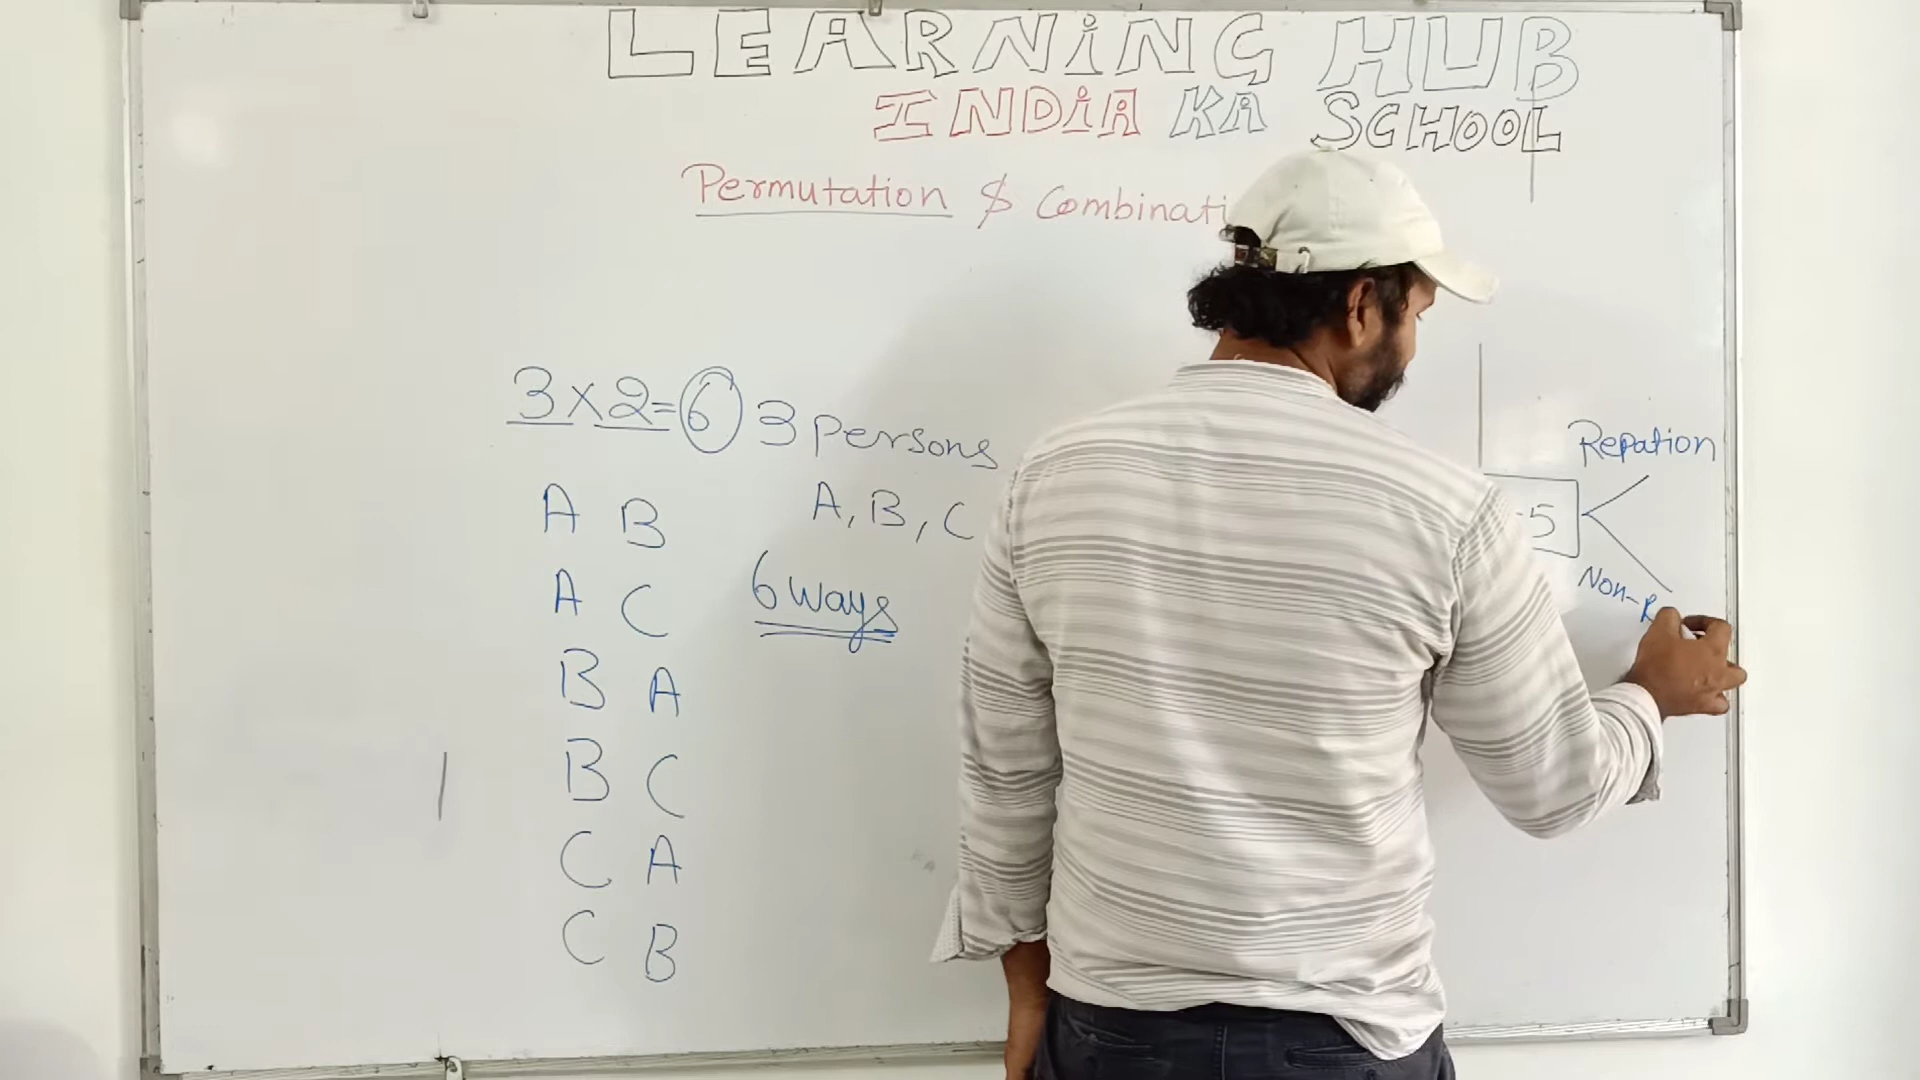 LEARNiNG HUB
INDiA KA SCHOOL
Permutation & Combinati
3×2=6
3 persons
A, B, C
6 ways
A B
A C
B A
B C
C A
C B
Repation
5
Non-R